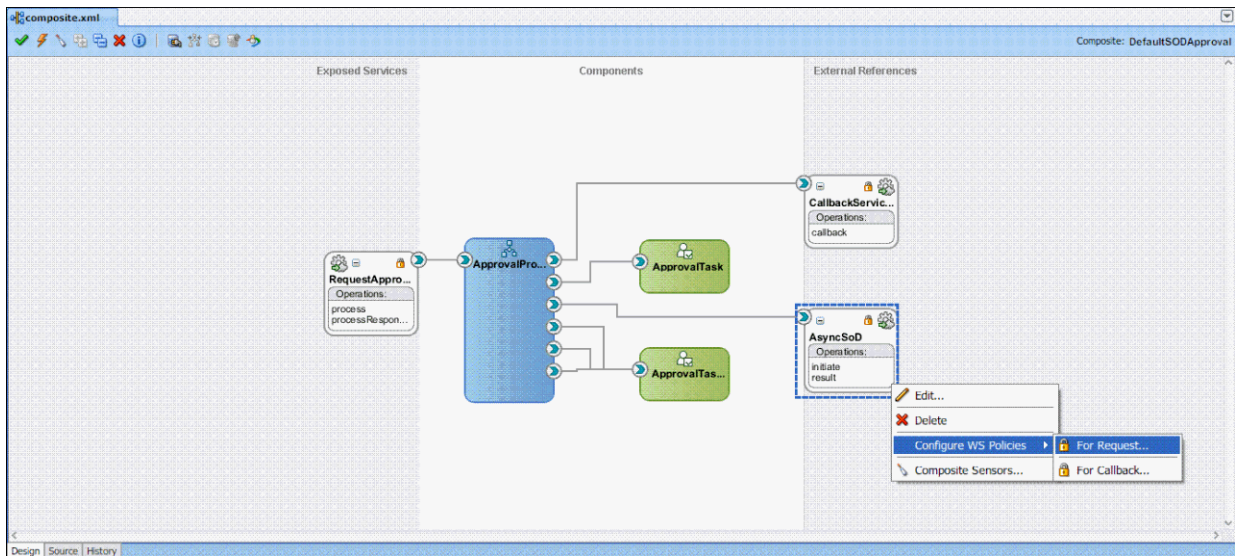 composite.xml
Composite: DefaultSODApproval
Exposed Services
Components
External References
CallbackServic...
Operations:
callback
ApprovalPro...
ApprovalTask
RequestAppro...
Operations:
process
processRespon...
AsyncSoD
Operations:
initiate
result
ApprovalTas...
Edit...
Delete
Configure WS Policies
For Request...
Composite Sensors...
For Callback...
Design Source History